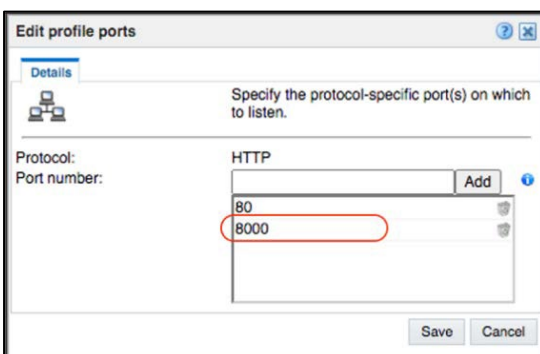 Edit profile ports
Details
Specify the protocol-specific port(s) on which
to listen.
Protocol: HTTP
Port number:
Add
80
8000
Save Cancel